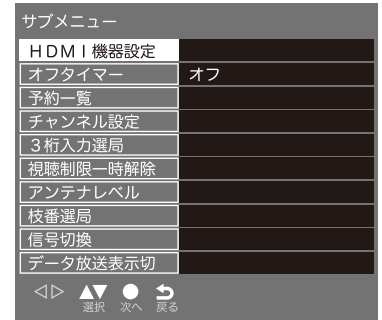 サブメニュー
ＨＤＭＩ機器設定
オフタイマー オフ
予約一覧
チャンネル設定
３桁入力選局
視聴制限一時解除
アンテナレベル
枝番選局
信号切換
データ放送表示切
選択 次へ 戻る